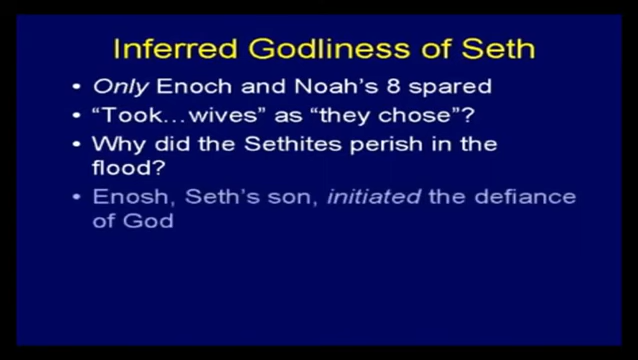 Inferred Godliness of Seth
• Only Enoch and Noah's 8 spared
• “Took…wives” as “they chose”?
• Why did the Sethites perish in the
flood?
• Enosh, Seth's son, initiated the defiance
of God